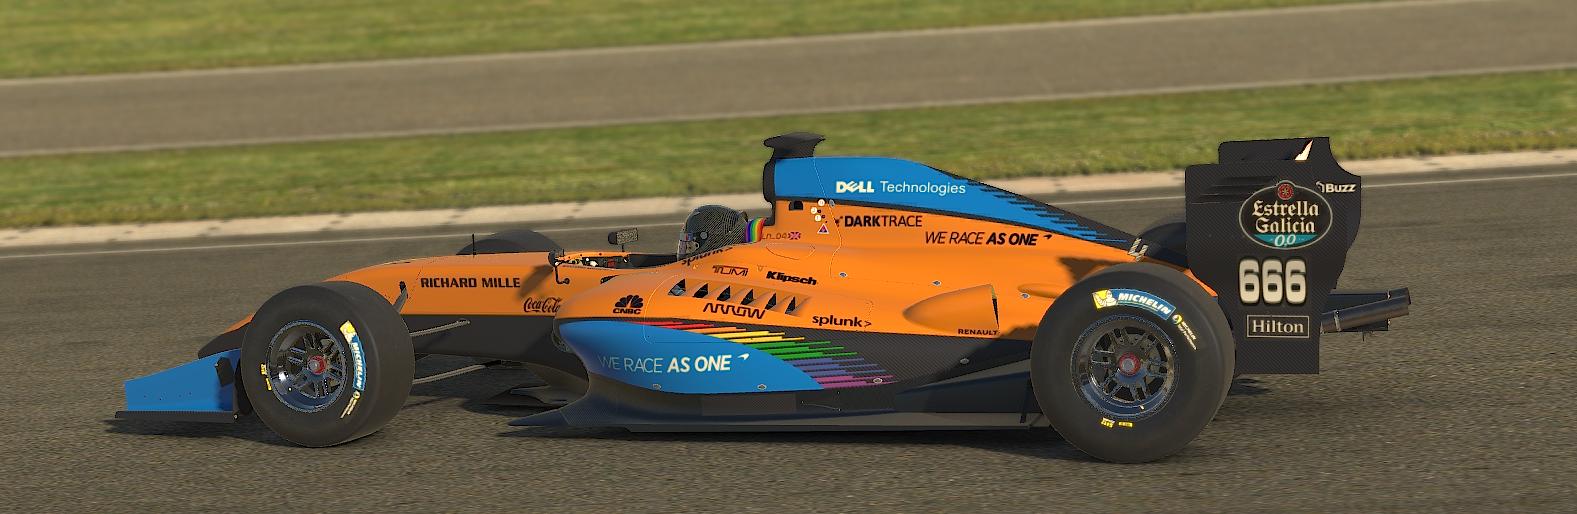 DELL Technologies
DARKTRACE
WE RACE AS ONE
Buzz
Estrella
Galicia
0,0
666
Hilton
RICHARD MILLE
Coca-Cola
TUMI
Klipsch
CNBC
ARROW
splunk>
RENAULT
WE RACE AS ONE
splunk
MICHELIN
MICHELIN